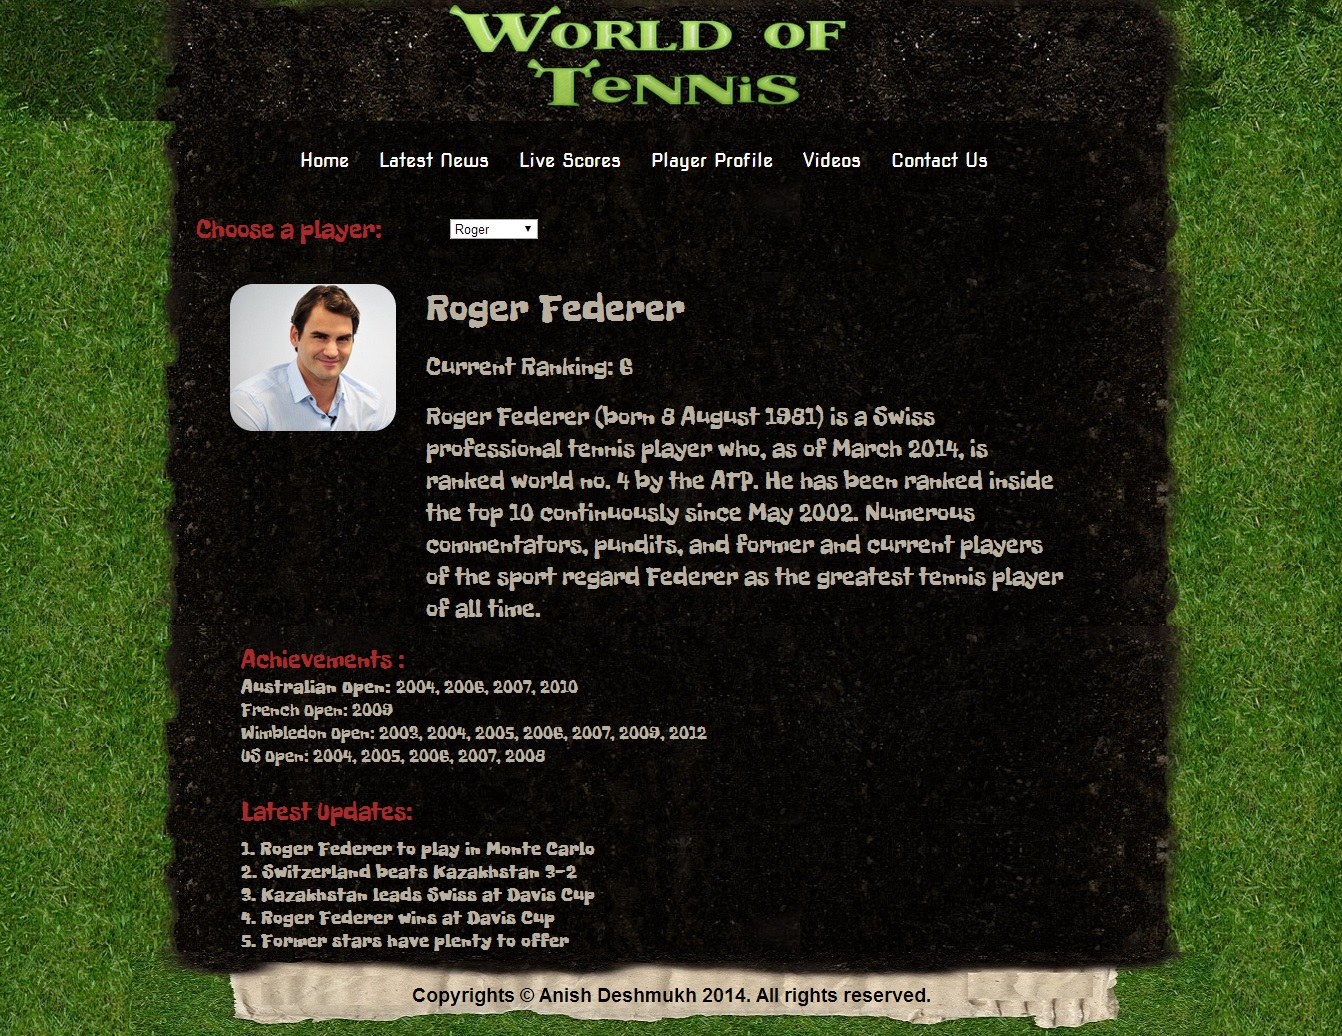 World of
Tennis
Home Latest News Live Scores Player Profile Videos Contact Us
Choose a player: Roger
Roger Federer
Current Ranking: 6
Roger Federer (born 8 August 1981) is a Swiss
professional tennis player who, as of March 2014, is
ranked world no. 4 by the ATP. He has been ranked inside
the top 10 continuously since May 2002. Numerous
commentators, pundits, and former and current players
of the sport regard Federer as the greatest tennis player
of all time.
Achievements :
Australian Open: 2004, 2006, 2007, 2010
French Open: 2009
Wimbledon Open: 2003, 2004, 2005, 2006, 2007, 2009, 2012
US Open: 2004, 2005, 2006, 2007, 2008
Latest Updates:
1. Roger Federer to play in Monte Carlo
2. Switzerland beats Kazakhstan 3-2
3. Kazakhstan leads Swiss at Davis Cup
4. Roger Federer wins at Davis Cup
5. Former stars have plenty to offer
Copyrights © Anish Deshmukh 2014. All rights reserved.